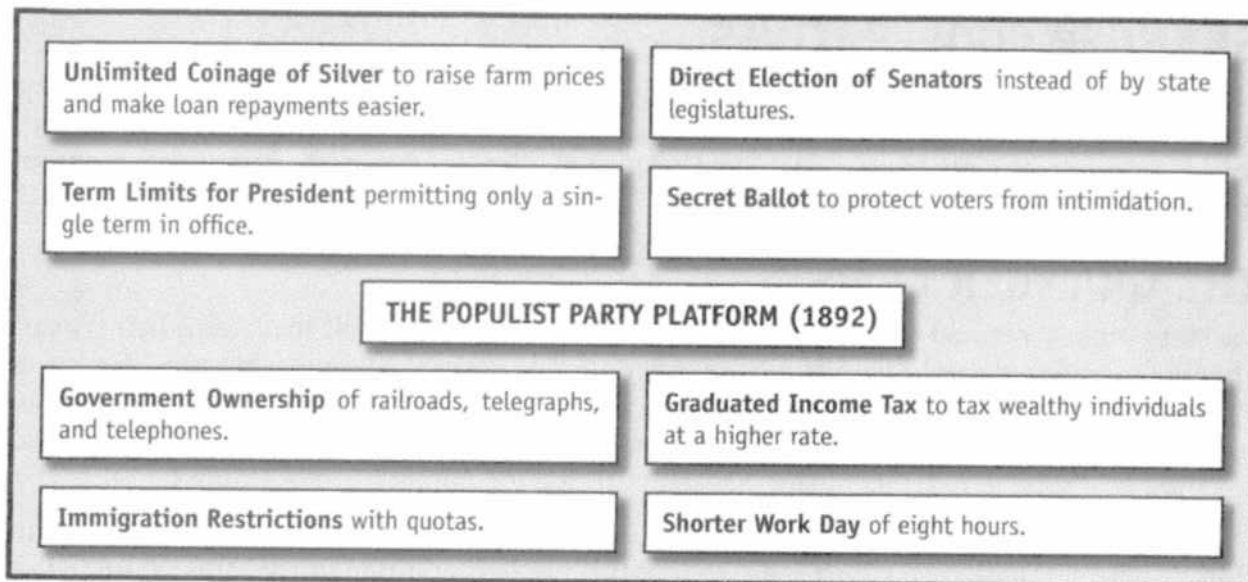 Unlimited Coinage of Silver to raise farm prices
and make loan repayments easier.
Direct Election of Senators instead of by state
legislatures.
Term Limits for President permitting only a sin-
gle term in office.
Secret Ballot to protect voters from intimidation.
THE POPULIST PARTY PLATFORM (1892)
Government Ownership of railroads, telegraphs,
and telephones.
Graduated Income Tax to tax wealthy individuals
at a higher rate.
Immigration Restrictions with quotas.
Shorter Work Day of eight hours.